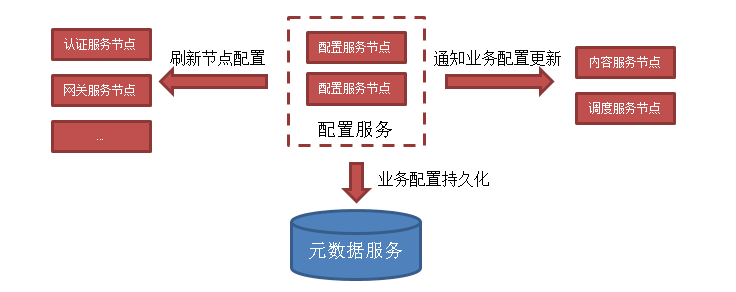 认证服务节点
网关服务节点
...
刷新节点配置
配置服务节点
配置服务节点
配置服务
通知业务配置更新
内容服务节点
调度服务节点
业务配置持久化
元数据服务